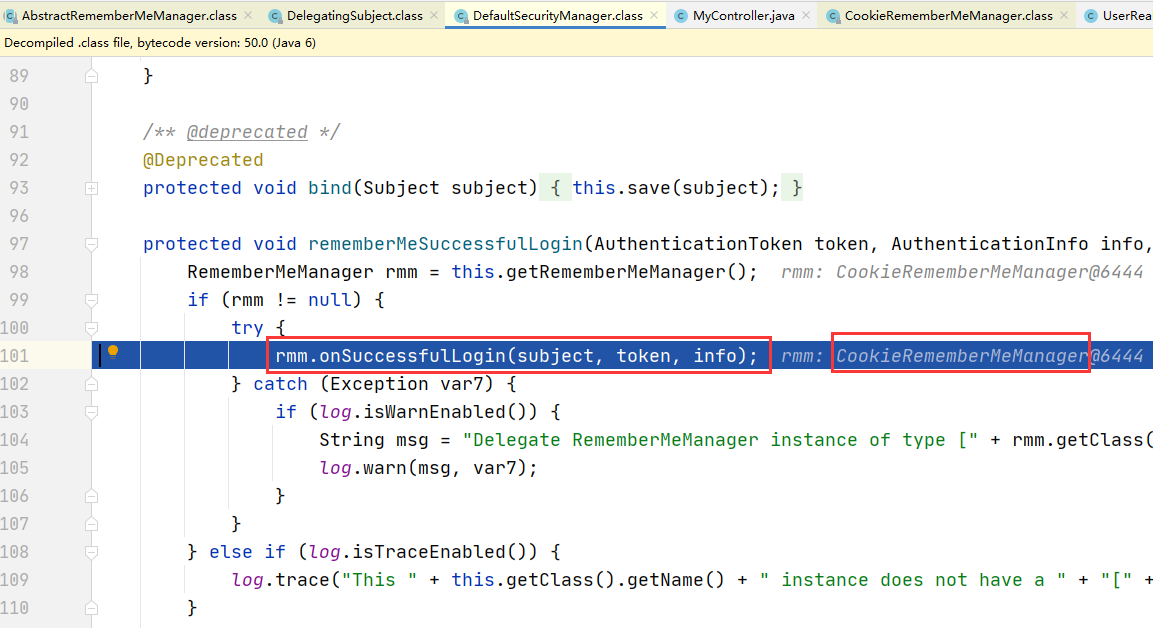 AbstractRememberMeManager.class DelegatingSubject.class DefaultSecurityManager.class MyController.java CookieRememberMeManager.class UserRea
Decompiled .class file, bytecode version: 50.0 (Java 6)
89 }
90
91 /** @deprecated */
92 @Deprecated
93 protected void bind(Subject subject) { this.save(subject); }
96
97 protected void rememberMeSuccessfulLogin(AuthenticationToken token, AuthenticationInfo info,
98 RememberMeManager rmm = this.getRememberMeManager(); rmm: CookieRememberMeManager@6444
99 if (rmm != null) {
100 try {
101 rmm.onSuccessfulLogin(subject, token, info); rmm: CookieRememberMeManager@6444
102 } catch (Exception var7) {
103 if (log.isWarnEnabled()) {
104 String msg = "Delegate RememberMeManager instance of type [" + rmm.getClass(
105 log.warn(msg, var7);
106 }
107 }
108 } else if (log.isTraceEnabled()) {
109 log.trace("This " + this.getClass().getName() + " instance does not have a " + "[" +
110 }